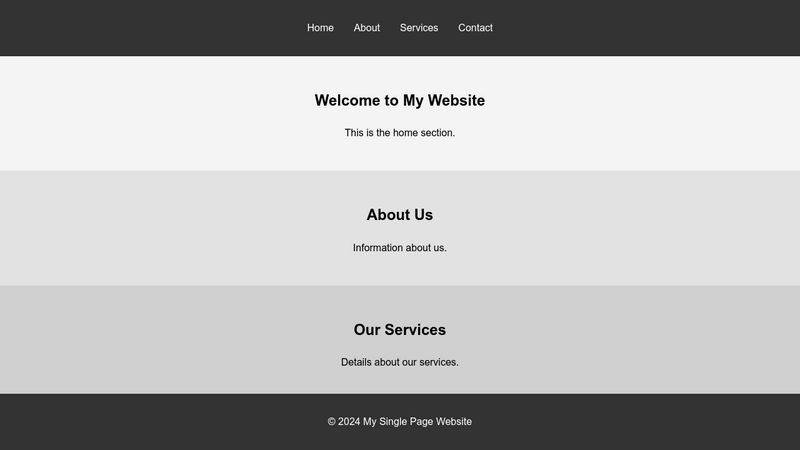 Home About Services Contact
Welcome to My Website
This is the home section.
About Us
Information about us.
Our Services
Details about our services.
© 2024 My Single Page Website